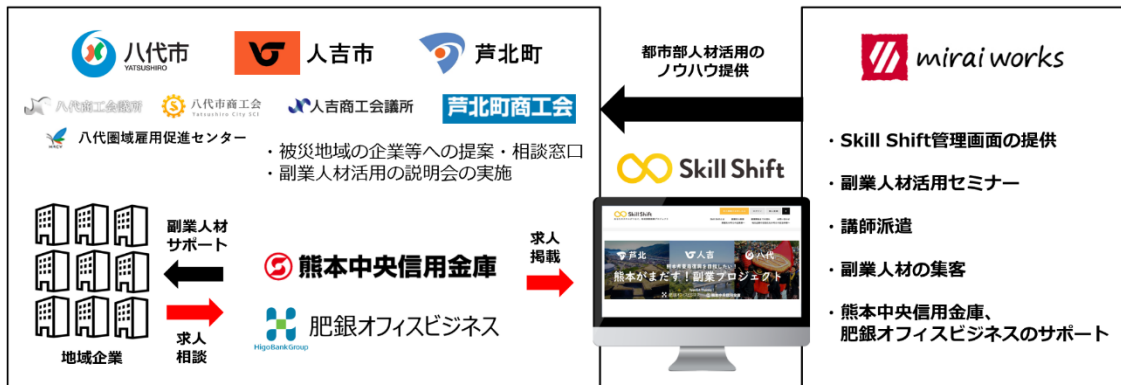 八代市
YATSUSHIRO
人吉市
芦北町
八代商工会議所
八代市商工会
Yatsushiro City SCI
人吉商工会議所
芦北町商工会
八代圏域雇用促進センター
・被災地域の企業等への提案・相談窓口
・副業人材活用の説明会の実施
副業人材
サポート
求人
相談
地域企業
熊本中央信用金庫
肥銀オフィスビジネス
HigoBankGroup
求人
掲載
都市部人材活用の
ノウハウ提供
Skill Shift
Skill Shift
芦北
人吉
八代
熊本がまだす！副業プロジェクト
mirai works
・Skill Shift管理画面の提供
・副業人材活用セミナー
・講師派遣
・副業人材の集客
・熊本中央信用金庫、
肥銀オフィスビジネスのサポート